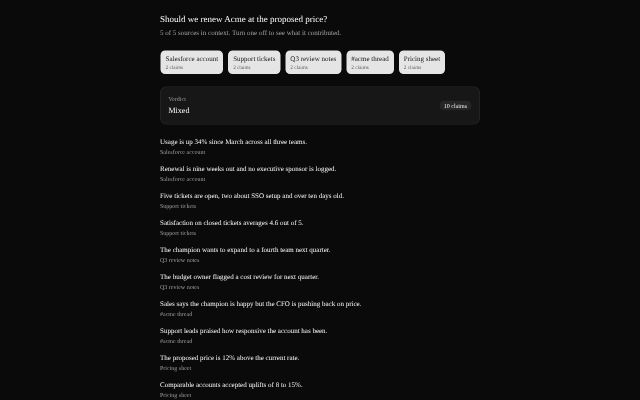 Should we renew Acme at the proposed price?
5 of 5 sources in context. Turn one off to see what it contributed.
Salesforce account
2 claims
Support tickets
2 claims
Q3 review notes
2 claims
#acme thread
2 claims
Pricing sheet
2 claims
Verdict
Mixed
10 claims
Usage is up 34% since March across all three teams.
Salesforce account
Renewal is nine weeks out and no executive sponsor is logged.
Salesforce account
Five tickets are open, two about SSO setup and over ten days old.
Support tickets
Satisfaction on closed tickets averages 4.6 out of 5.
Support tickets
The champion wants to expand to a fourth team next quarter.
Q3 review notes
The budget owner flagged a cost review for next quarter.
Q3 review notes
Sales says the champion is happy but the CFO is pushing back on price.
#acme thread
Support leads praised how responsive the account has been.
#acme thread
The proposed price is 12% above the current rate.
Pricing sheet
Comparable accounts accepted uplifts of 8 to 15%.
Pricing sheet